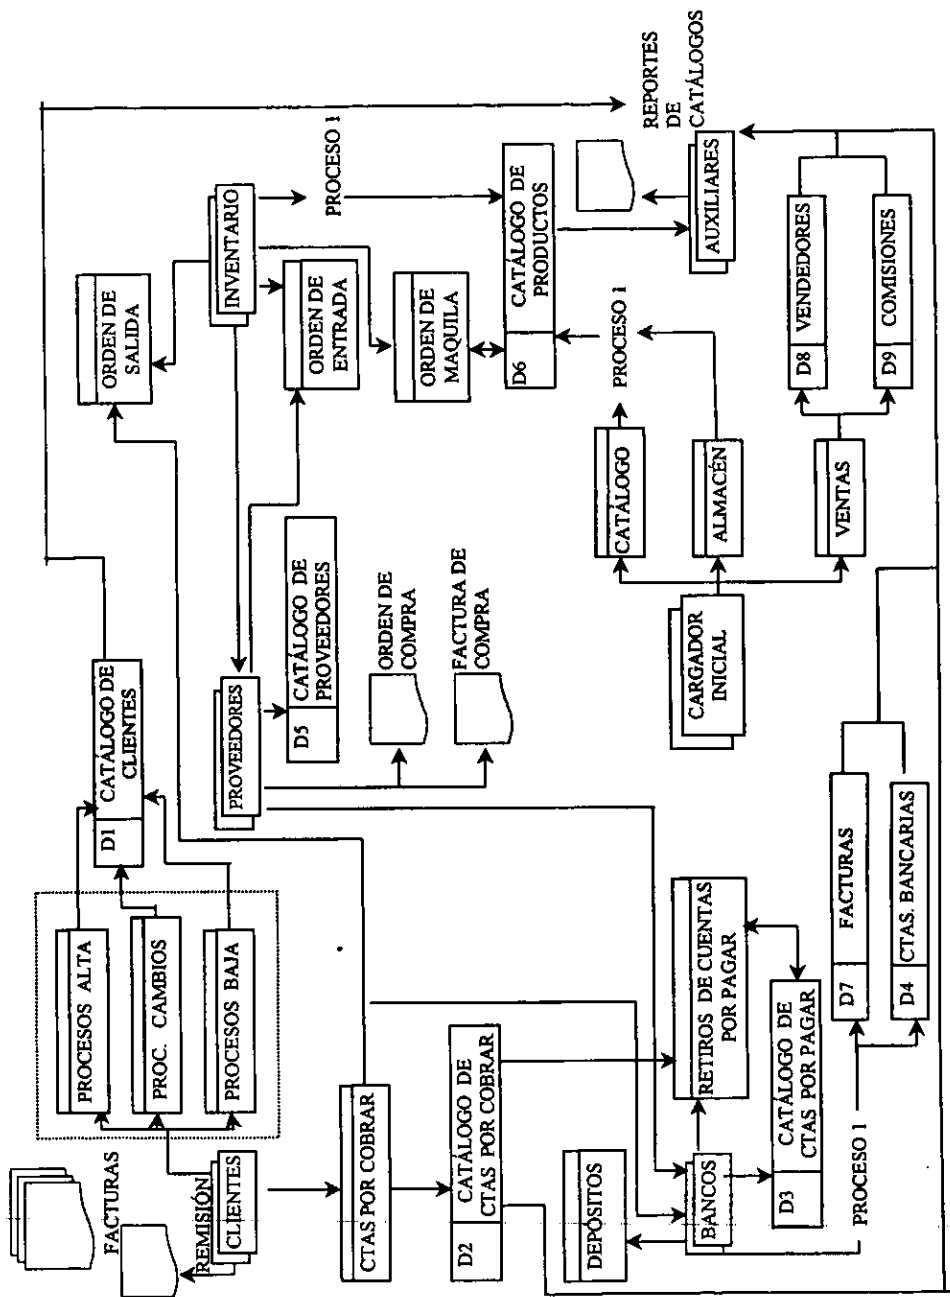 FACTURAS
REMISIÓN
CLIENTES
PROCESOS ALTA
PROC. CAMBIOS
PROCESOS BAJA
D1
CATÁLOGO DE
CLIENTES
ORDEN DE
SALIDA
CTAS POR COBRAR
PROVEEDORES
INVENTARIO
D2
CATÁLOGO DE
CTAS POR COBRAR
D5
CATÁLOGO DE
PROVEEDORES
ORDEN DE
ENTRADA
PROCESO 1
ORDEN DE
COMPRA
ORDEN DE
MAQUILA
FACTURA DE
COMPRA
D6
CATÁLOGO DE
PRODUCTOS
DEPÓSITOS
CATÁLOGO
PROCESO 1
REPORTES
DE
CATÁLOGOS
BANCOS
RETIROS DE CUENTAS
POR PAGAR
CARGADOR
INICIAL
ALMACÉN
AUXILIARES
D3
CATÁLOGO DE
CTAS POR PAGAR
VENTAS
D8
VENDEDORES
PROCESO 1
D7
FACTURAS
D9
COMISIONES
D4
CTAS. BANCARIAS